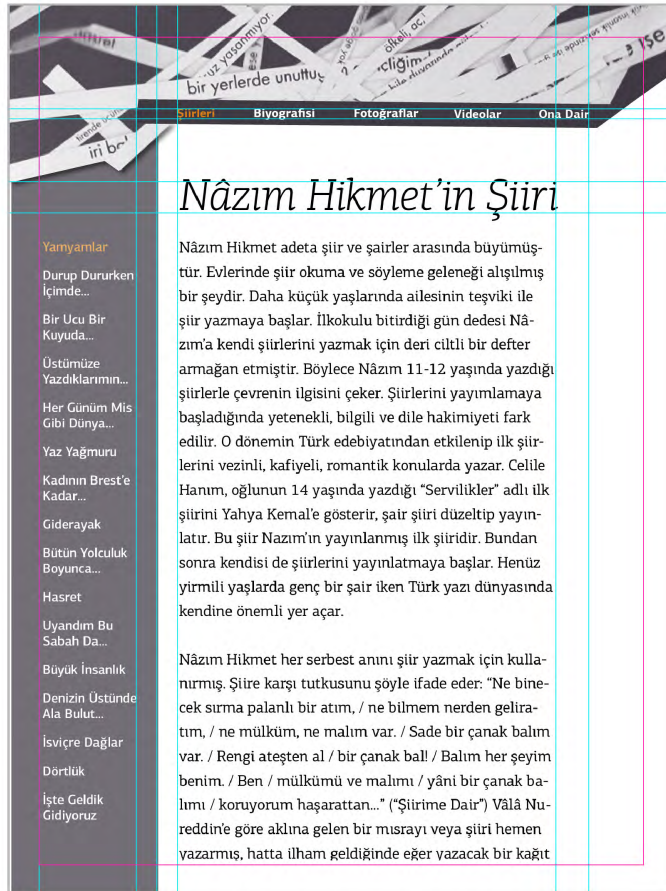 uz yaşanmıyor.
öfkeli, aç,
bir yerlerde unuttuş
iri be
Şiirleri Biyografisi Fotoğraflar Videolar Ona Dair
Nâzım Hikmet’in Şiiri
Yamyamlar
Durup Dururken
İçimde...
Bir Ucu Bir
Kuyuda...
Üstümüze
Yazdıklarımın...
Her Günüm Mis
Gibi Dünya...
Yaz Yağmuru
Kadının Brest’e
Kadar...
Giderayak
Bütün Yolculuk
Boyunca...
Hasret
Uyandım Bu
Sabah Da...
Büyük İnsanlık
Denizin Üstünde
Ala Bulut...
İsviçre Dağlar
Dörtlük
İşte Geldik
Gidiyoruz
Nâzım Hikmet adeta şiir ve şairler arasında büyümüş-
tür. Evlerinde şiir okuma ve söyleme geleneği alışılmış
bir şeydir. Daha küçük yaşlarında ailesinin teşviki ile
şiir yazmaya başlar. İlkokulu bitirdiği gün dedesi Nâ-
zım’a kendi şiirlerini yazmak için deri ciltli bir defter
armağan etmiştir. Böylece Nâzım 11-12 yaşında yazdığı
şiirlerle çevrenin ilgisini çeker. Şiirlerini yayımlamaya
başladığında yetenekli, bilgili ve dile hakimiyeti fark
edilir. O dönemin Türk edebiyatından etkilenip ilk şiir-
lerini vezinli, kafiyeli, romantik konularda yazar. Celile
Hanım, oğlunun 14 yaşında yazdığı “Servilikler” adlı ilk
şiirini Yahya Kemal’e gösterir, şair şiiri düzeltip yayın-
latır. Bu şiir Nazım’ın yayınlanmış ilk şiiridir. Bundan
sonra kendisi de şiirlerini yayınlatmaya başlar. Henüz
yirmili yaşlarda genç bir şair iken Türk yazı dünyasında
kendine önemli yer açar.
Nâzım Hikmet her serbest anını şiir yazmak için kulla-
nırmış. Şiire karşı tutkusunu şöyle ifade eder: “Ne bine-
cek sırma palanlı bir atım, / ne bilmem nerden gelira-
tım, / ne mülküm, ne malım var. / Sade bir çanak balım
var. / Rengi ateşten al / bir çanak bal! / Balım her şeyim
benim. / Ben / mülkümü ve malımı / yâni bir çanak ba-
lımı / koruyorum haşarattan...” (“Şiirime Dair”) Vâlâ Nu-
reddin’e göre aklına gelen bir mısrayı veya şiiri hemen
yazarmış, hatta ilham geldiğinde eğer yazacak bir kağıt